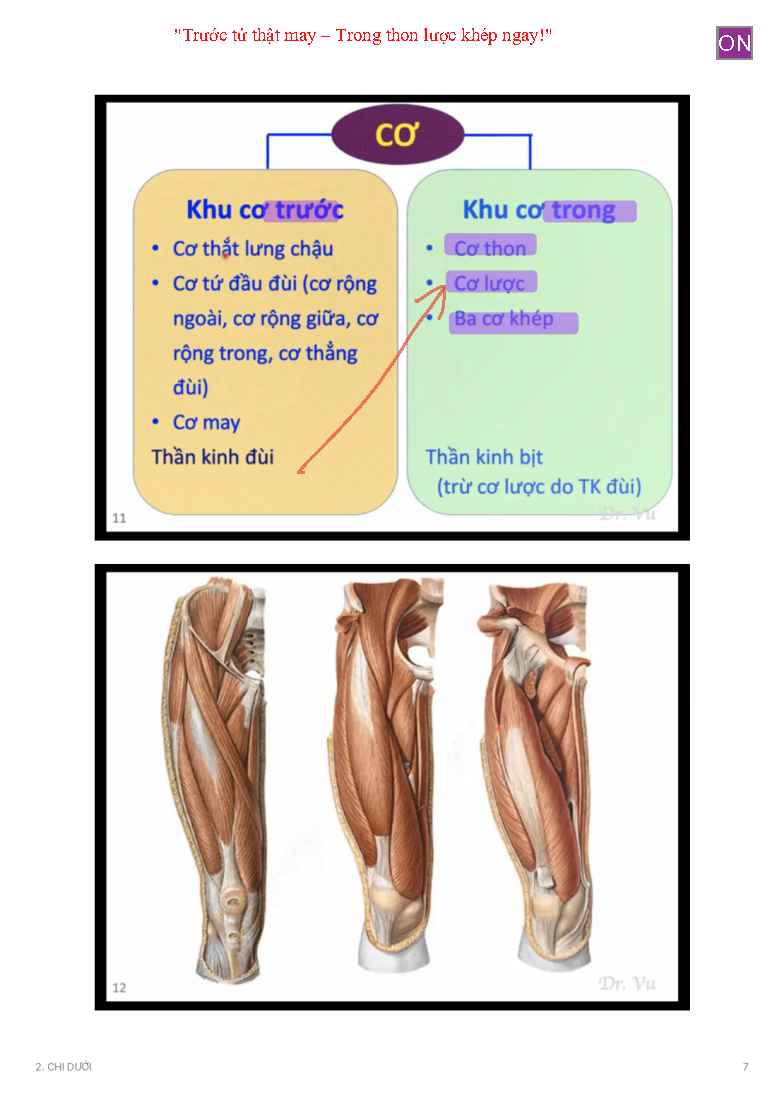 "Trước tứ thật may – Trong thon lược khép ngay!"
ON
CƠ
Khu cơ trước
• Cơ thắt lưng chậu
• Cơ tứ đầu đùi (cơ rộng
ngoài, cơ rộng giữa, cơ
rộng trong, cơ thẳng
đùi)
• Cơ may
Thần kinh đùi
Khu cơ trong
• Cơ thon
• Cơ lược
• Ba cơ khép
Thần kinh bịt
(trừ cơ lược do TK đùi)
11
Dr. Vu
12
Dr. Vu
2. CHI DƯỚI
7